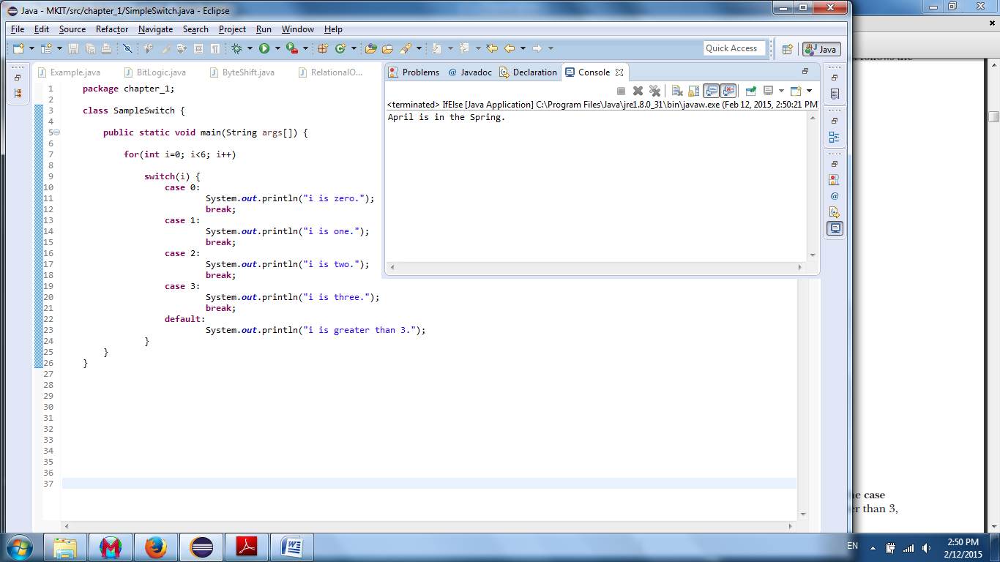 Java - MKIT/src/chapter_1/SimpleSwitch.java - Eclipse
File Edit Source Refactor Navigate Search Project Run Window Help
Quick Access
Java
Example.java BitLogic.java ByteShift.java RelationalO...
1 package chapter_1;
2
3 class SampleSwitch {
4
5 public static void main(String args[]) {
6
7 for(int i=0; i<6; i++)
8
9 switch(i) {
10 case 0:
11 System.out.println("i is zero.");
12 break;
13 case 1:
14 System.out.println("i is one.");
15 break;
16 case 2:
17 System.out.println("i is two.");
18 break;
19 case 3:
20 System.out.println("i is three.");
21 break;
22 default:
23 System.out.println("i is greater than 3.");
24 }
25 }
26 }
27
28
29
30
31
32
33
34
35
36
37
Problems @ Javadoc Declaration Console
<terminated> IfElse [Java Application] C:\Program Files\Java\jre1.8.0_31\bin\javaw.exe (Feb 12, 2015, 2:50:21 PM)
April is in the Spring.
case
than 3,
EN
2:50 PM
2/12/2015